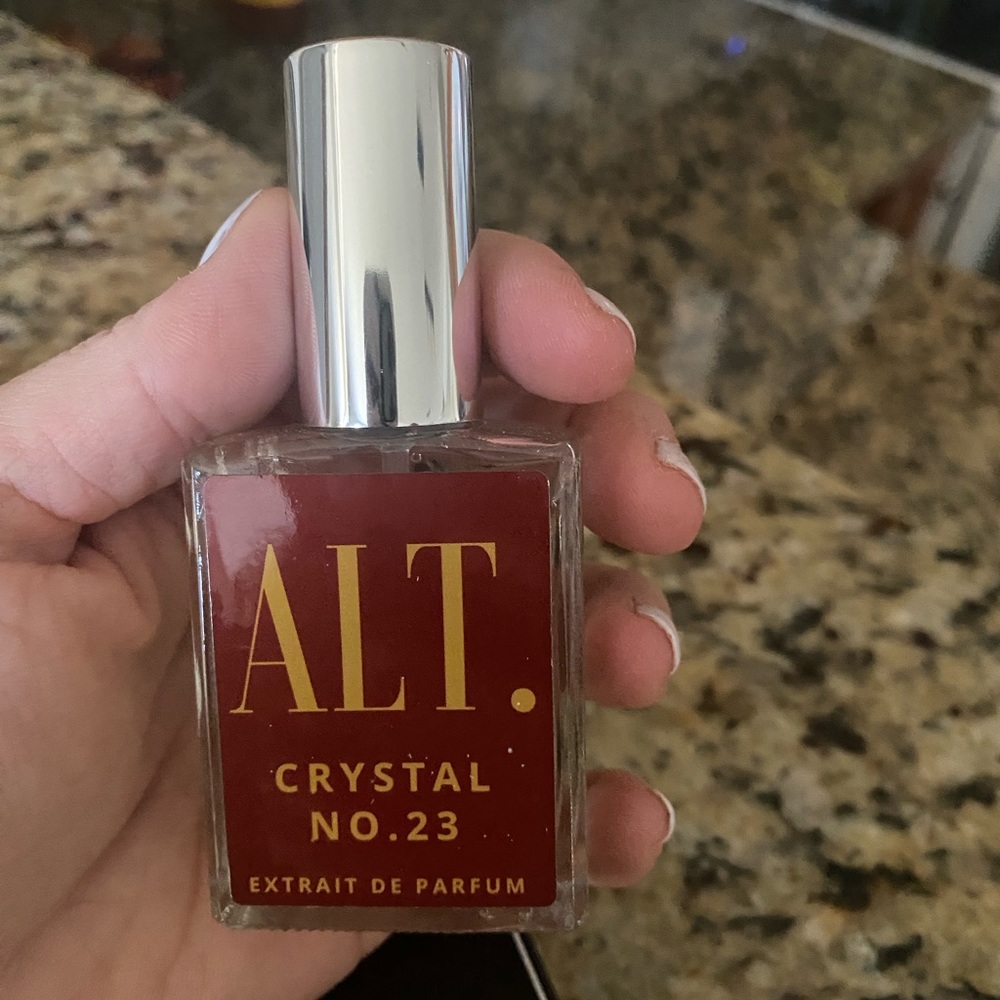 ALT.
CRYSTAL
NO.23
EXTRAIT DE PARFUM